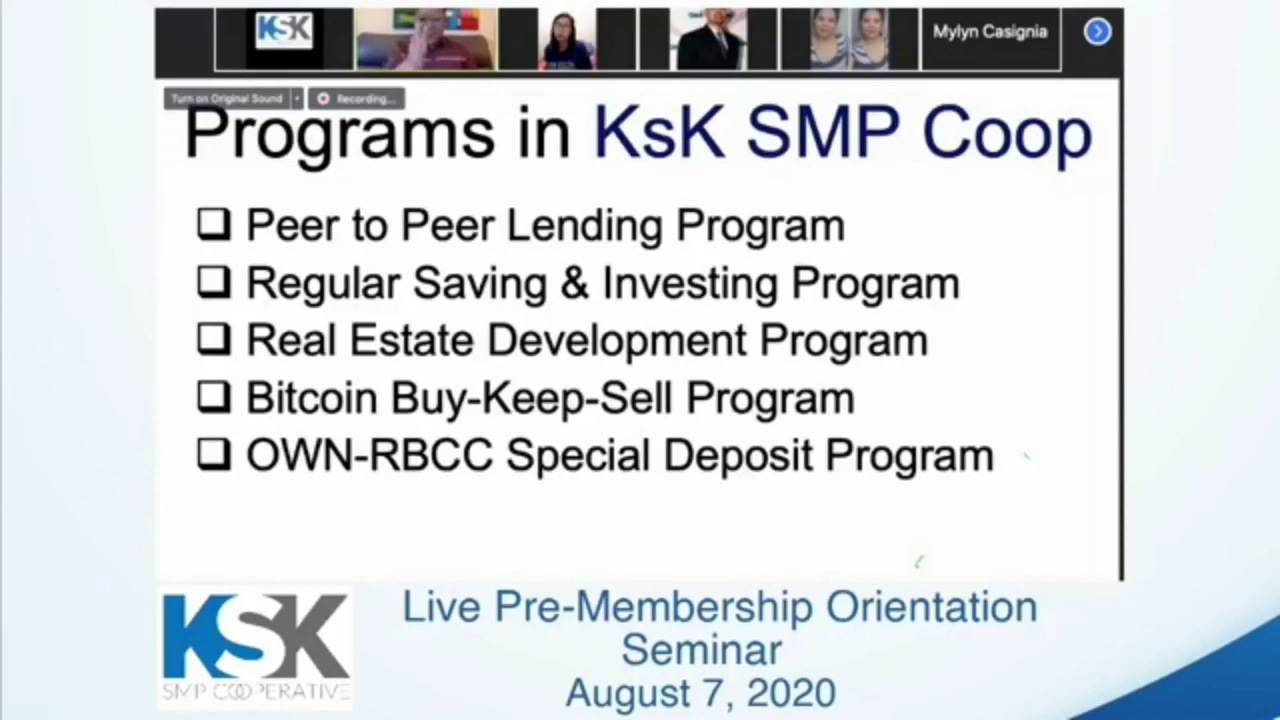 KSK
Mylyn Casignia
Turn on Original Sound
Recording...
Programs in KsK SMP Coop
Peer to Peer Lending Program
Regular Saving & Investing Program
Real Estate Development Program
Bitcoin Buy-Keep-Sell Program
OWN-RBCC Special Deposit Program
KSK
SMP COOPERATIVE
Live Pre-Membership Orientation
Seminar
August 7, 2020